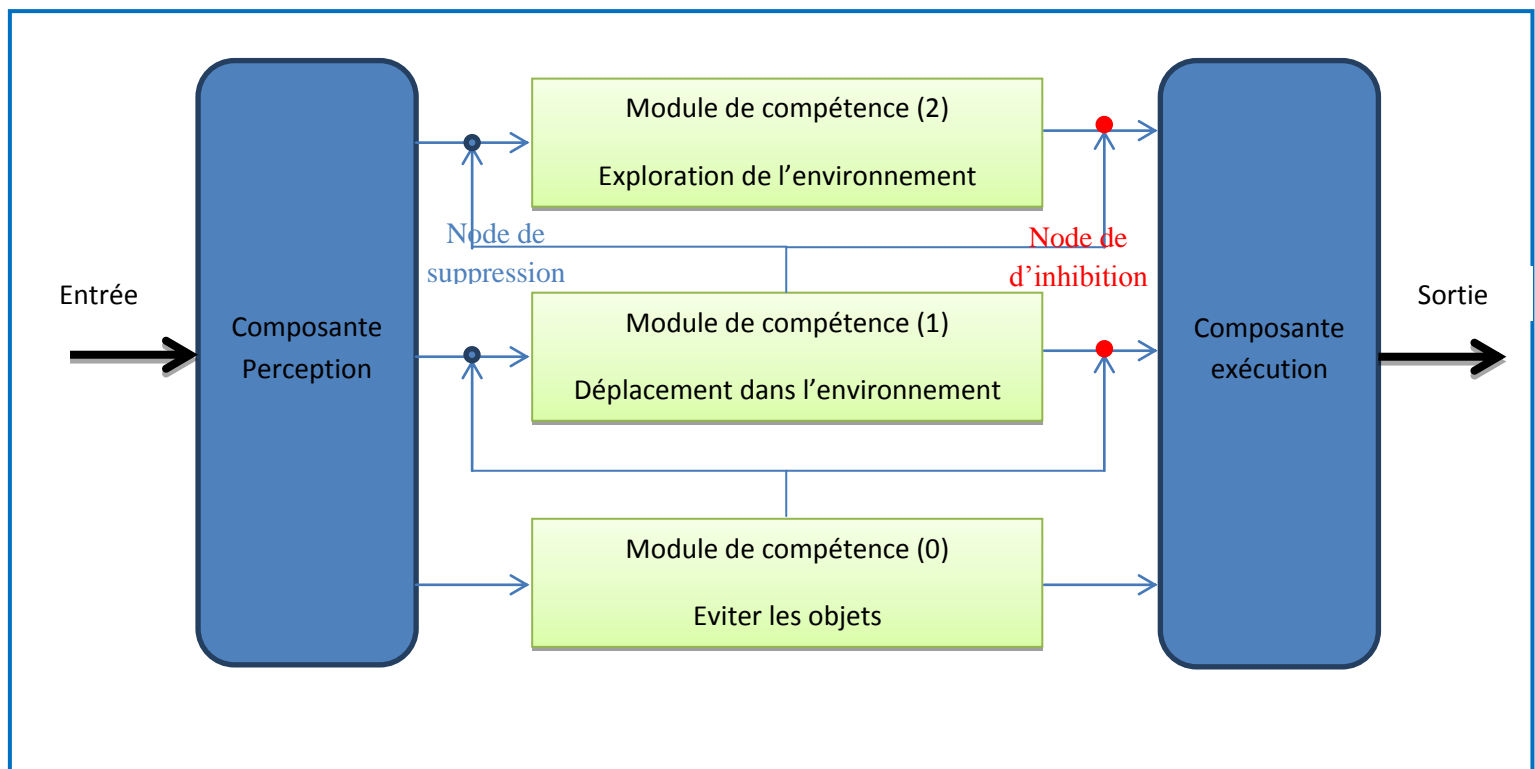 Entrée
Composante
Perception
Module de compétence (2)
Exploration de l’environnement
Node de
suppression
Node de
d’inhibition
Module de compétence (1)
Déplacement dans l’environnement
Module de compétence (0)
Eviter les objets
Composante
exécution
Sortie